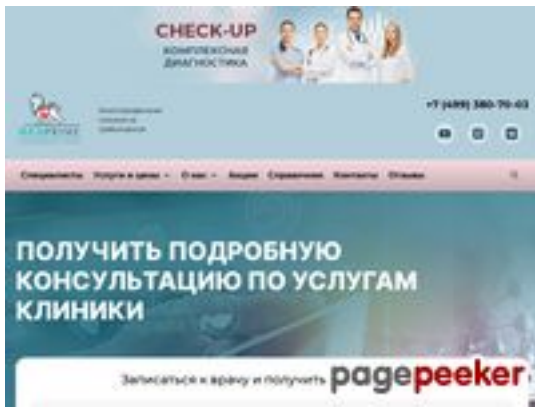 CHECK-UP
КОМПЛЕКСНАЯ
ДИАГНОСТИКА
+7 (499) 380-70-03
Специалисты Услуги и цены О нас Акции Справочник Контакты Отзывы
ПОЛУЧИТЬ ПОДРОБНУЮ
КОНСУЛЬТАЦИЮ ПО УСЛУГАМ
КЛИНИКИ
Записаться к врачу и получить
pagepeeker